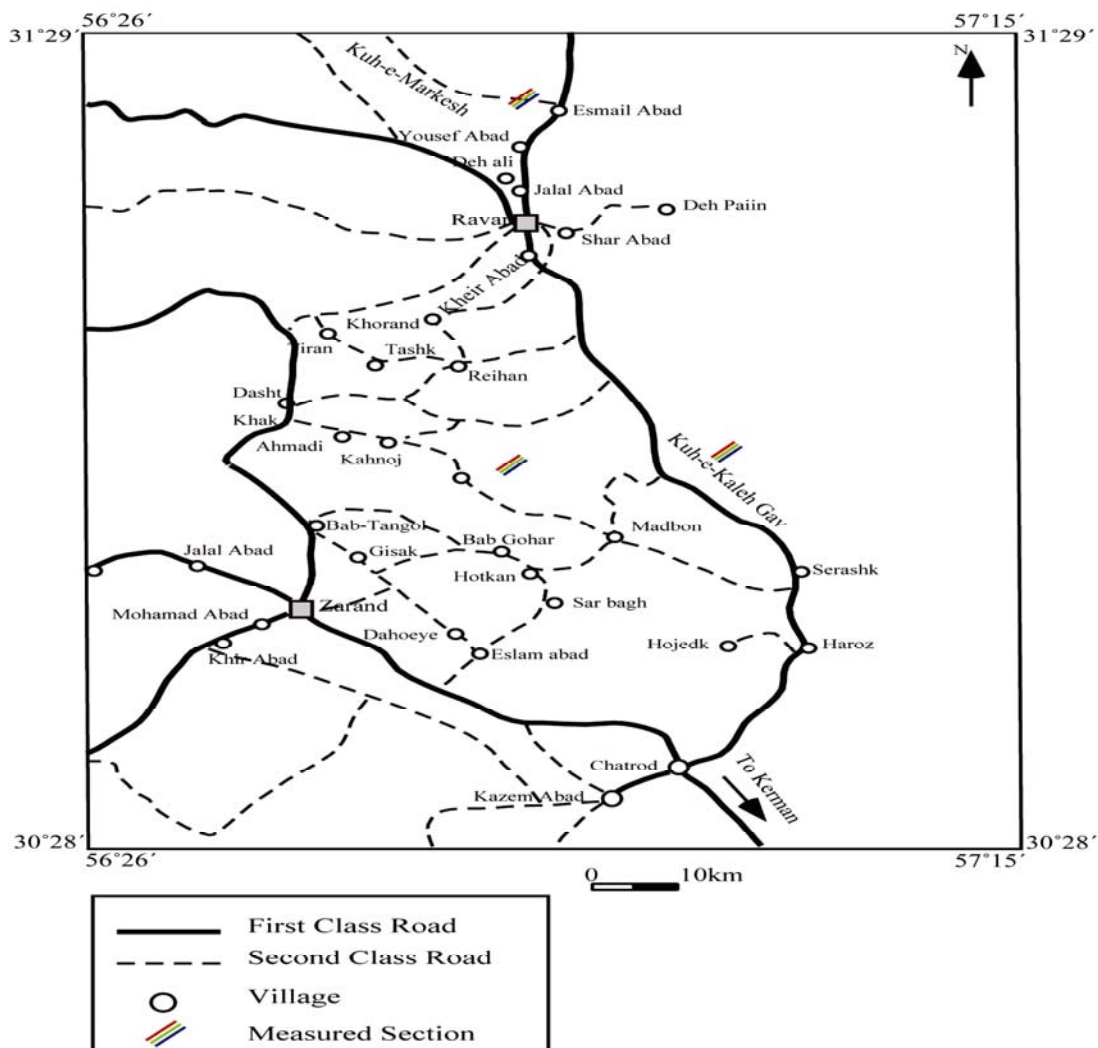 56°26´
57°15´
31°29´
31°29´
N
Kuh-e-Markesh
Esmail Abad
Yousef Abad
Deh ali
Jalal Abad
Deh Paiin
Ravar
Shar Abad
Kheir Abad
Khorand
Tiran
Tashk
Reihan
Dasht
Khak
Ahmadi
Kahnoj
Kuh-e-Kaleh Gav
Bab-Tangol
Madbon
Bab Gohar
Jalal Abad
Gisak
Hotkan
Serashk
Zarand
Sar bagh
Mohamad Abad
Dahoeye
Hojedk
Haroz
Khir Abad
Eslam abad
Chatrod
To Kerman
Kazem Abad
30°28´
30°28´
56°26´
57°15´
0 10km
First Class Road
Second Class Road
Village
Measured Section